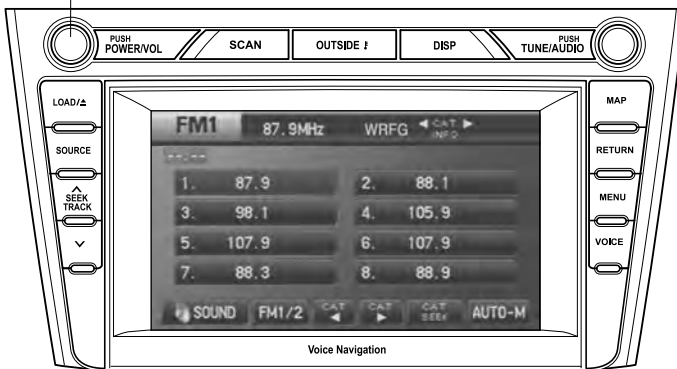 PUSH
POWER/VOL
SCAN
OUTSIDE
DISP
PUSH
TUNE/AUDIO
LOAD/⏏
SOURCE
SEEK
TRACK
MAP
RETURN
MENU
VOICE
FM1 87.9MHz WRFG ◀ CAT ▶
INFO
--:--
1. 87.9 2. 88.1
3. 98.1 4. 105.9
5. 107.9 6. 107.9
7. 88.3 8. 88.9
SOUND FM1/2 CAT ◀ CAT ▶ CAT SEEK AUTO-M
Voice Navigation